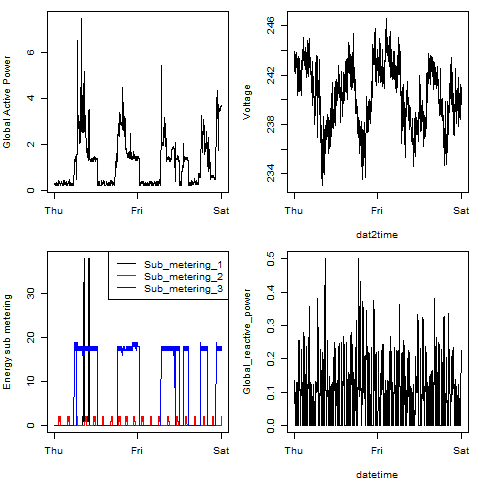 Global Active Power
6
4
2
0
Thu Fri Sat
Voltage
246
242
238
234
Thu Fri Sat
dat2time
Energy sub metering
30
20
10
0
Sub_metering_1
Sub_metering_2
Sub_metering_3
Thu Fri Sat
Global_reactive_power
0.5
0.4
0.3
0.2
0.1
0.0
Thu Fri Sat
datetime